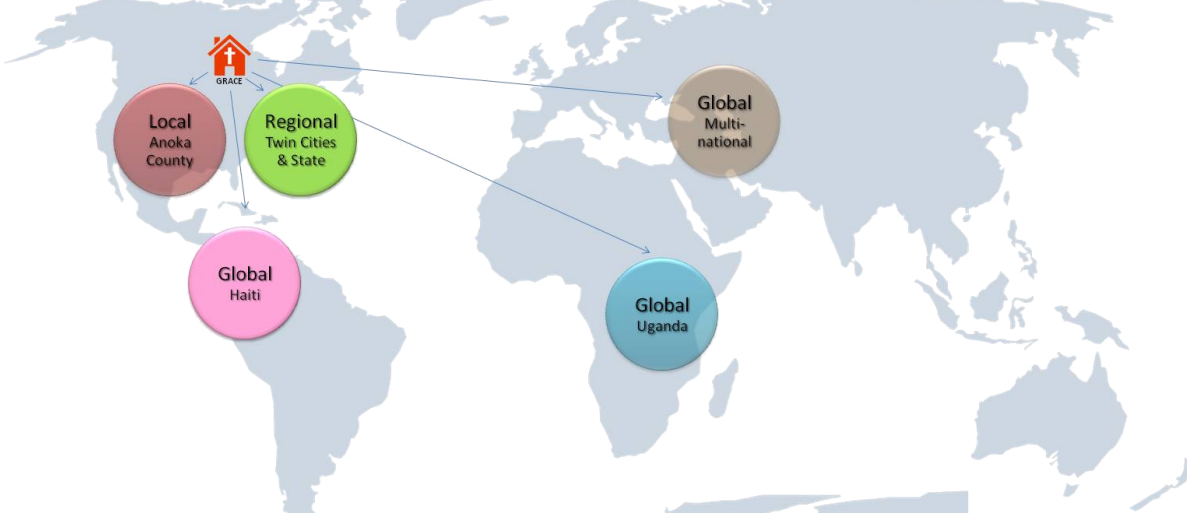 GRACE
Local
Anoka
County
Regional
Twin Cities
& State
Global
Multi-
national
Global
Haiti
Global
Uganda